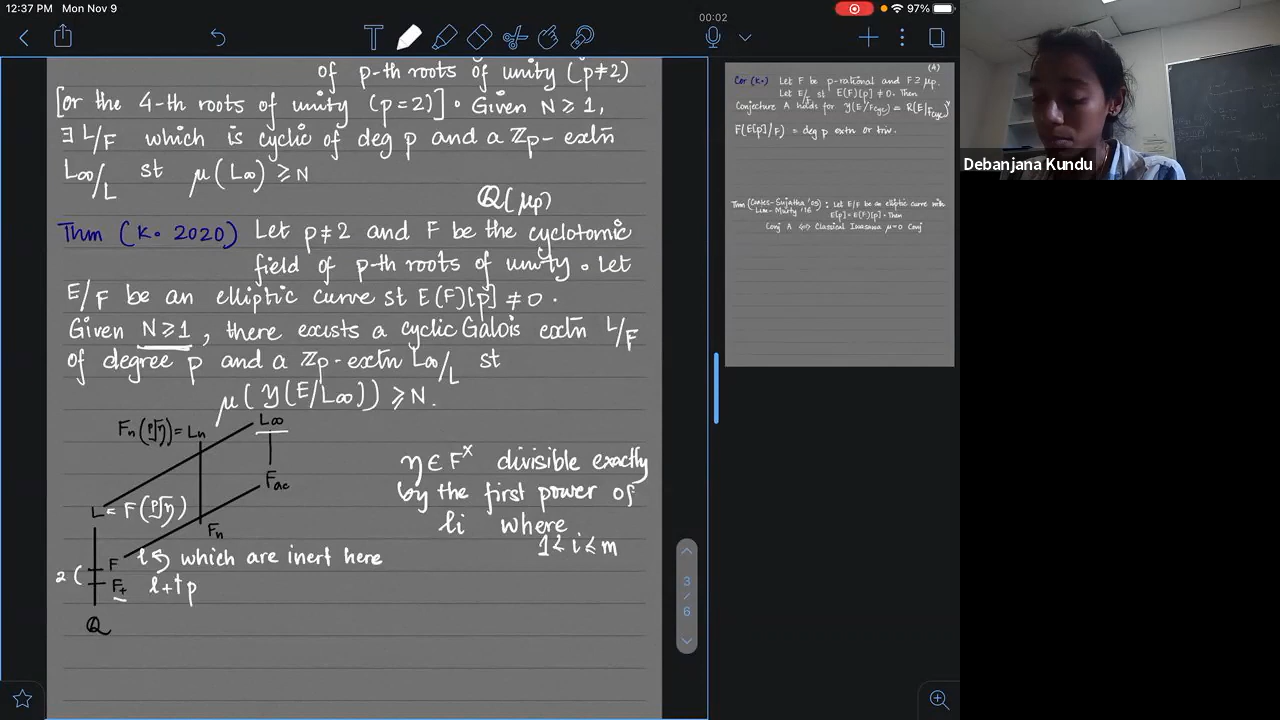 12:37 PM Mon Nov 9
00:02
97%
of p-th roots of unity (p≠2)
[or the 4-th roots of unity (p=2)]. Given N ≥ 1,
∃ L/F which is cyclic of deg p and a ℤp-extn
L∞/L st μ(L∞) ≥ N
Q(μp)
Thm (K. 2020) Let p≠2 and F be the cyclotomic
field of p-th roots of unity. Let
E/F be an elliptic curve st E(F)[p] ≠ 0.
Given N ≥ 1, there exists a cyclic Galois extn L/F
of degree p and a ℤp-extn L∞/L st
μ(Y(E/L∞)) ≥ N.
Fn(p√η) = Ln
L∞
Fac
L = F(p√η)
Fn
F
l which are inert here
2
F+
l+ ∤ p
Q
η ∈ F^x divisible exactly
by the first power of
li where
1 ≤ i ≤ m
3
/
6
(4)
Cor (K.) Let F be p-rational and F ⊇ μp.
Let E/F st E(F)[p] ≠ 0. Then
Conjecture A holds for Y(E/Fcyc) = R(E/Fcyc)^∨
F(E[p]/F) = deg p extn or triv.
Thm (Coates-Sujatha '05) : Let E/F be an elliptic curve with
Lim-Murty '16
E[p] = E(F)[p]. Then
Conj A ⟺ Classical Iwasawa μ=0 Conj
Debanjana Kundu